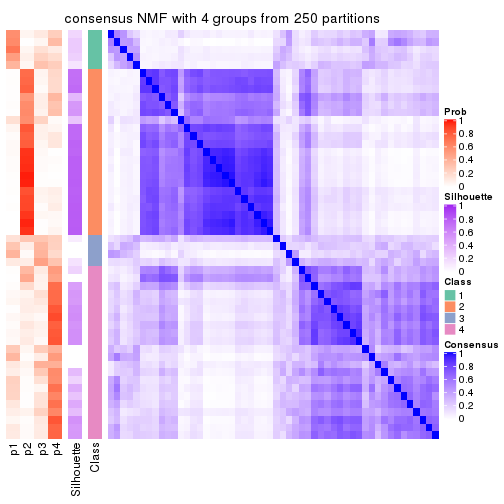 consensus NMF with 4 groups from 250 partitions
Prob
1
0.8
0.6
0.4
0.2
0
Silhouette
1
0.8
0.6
0.4
0.2
0
Class
1
2
3
4
Consensus
1
0.8
0.6
0.4
0.2
0
p1
p2
p3
p4
Silhouette
Class